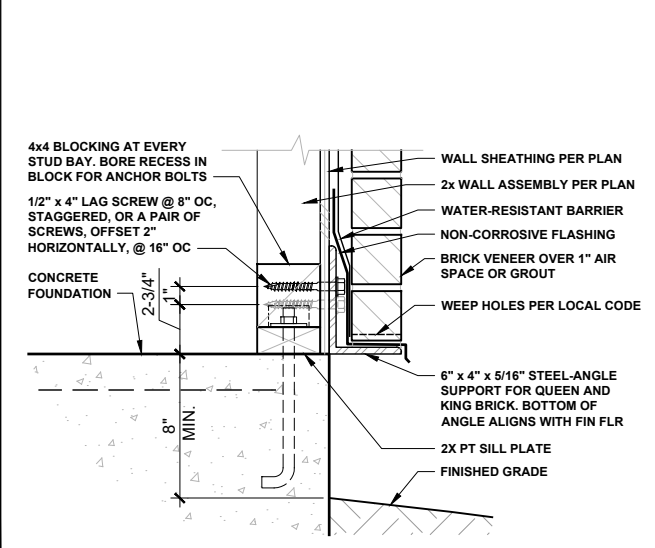 4x4 BLOCKING AT EVERY
STUD BAY. BORE RECESS IN
BLOCK FOR ANCHOR BOLTS
1/2" x 4" LAG SCREW @ 8" OC,
STAGGERED, OR A PAIR OF
SCREWS, OFFSET 2"
HORIZONTALLY, @ 16" OC
CONCRETE
FOUNDATION
2-3/4"
1"
8"
MIN.
WALL SHEATHING PER PLAN
2x WALL ASSEMBLY PER PLAN
WATER-RESISTANT BARRIER
NON-CORROSIVE FLASHING
BRICK VENEER OVER 1" AIR
SPACE OR GROUT
WEEP HOLES PER LOCAL CODE
6" x 4" x 5/16" STEEL-ANGLE
SUPPORT FOR QUEEN AND
KING BRICK. BOTTOM OF
ANGLE ALIGNS WITH FIN FLR
2X PT SILL PLATE
FINISHED GRADE